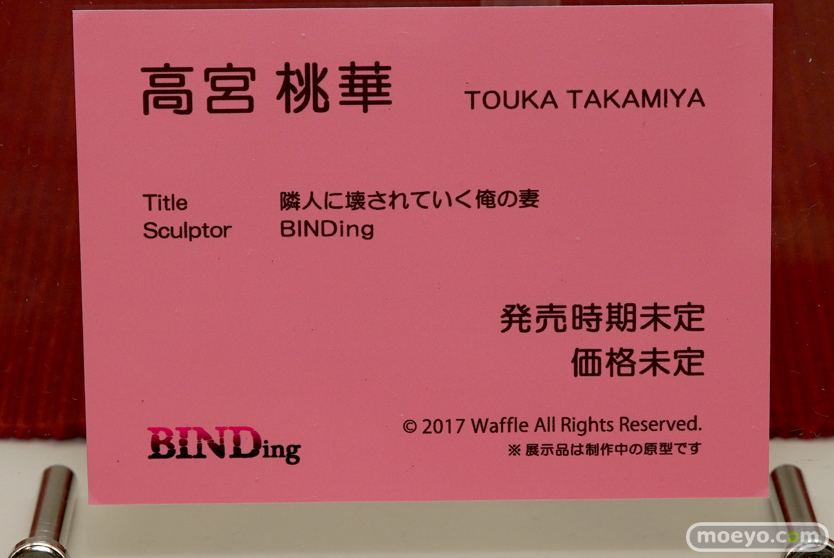 高宮 桃華 TOUKA TAKAMIYA
Title 隣人に壊されていく俺の妻
Sculptor BINDing
発売時期未定
価格未定
© 2017 Waffle All Rights Reserved.
※展示品は制作中の原型です
BINDing
moeyo.com